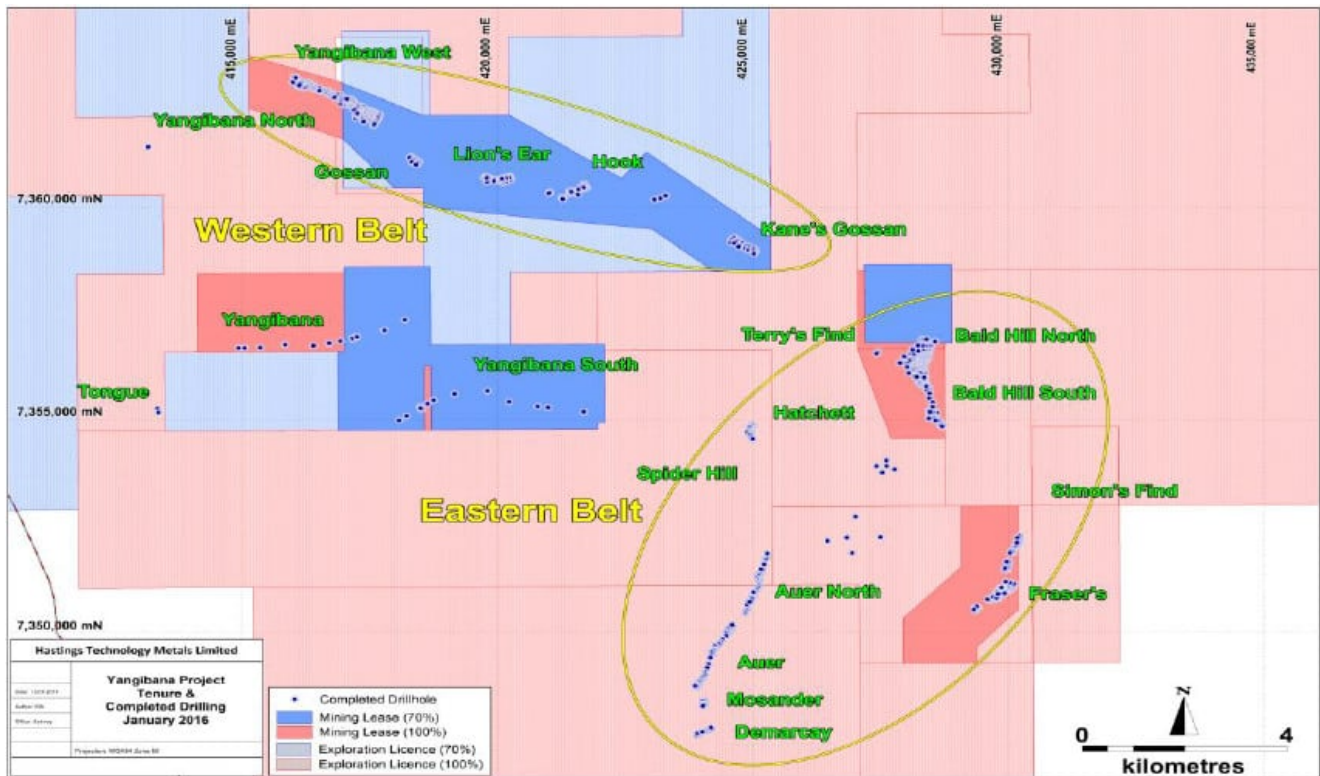 415,000 mE
420,000 mE
425,000 mE
430,000 mE
435,000 mE
Yangibana West
Yangibana North
Gossan
Lion's Ear
Hook
7,360,000 mN
Western Belt
Kane's Gossan
Yangibana
Terry's Find
Bald Hill North
Yangibana South
Tongue
Bald Hill South
7,355,000 mN
Hatchett
Spider Hill
Simon's Find
Eastern Belt
Auer North
Fraser's
7,350,000 mN
Auer
Mosander
Demarcay
Hastings Technology Metals Limited
Yangibana Project
Tenure &
Completed Drilling
January 2016
Completed Drillhole
Mining Lease (70%)
Mining Lease (100%)
Exploration Licence (70%)
Exploration Licence (100%)
N
0
4
kilometres